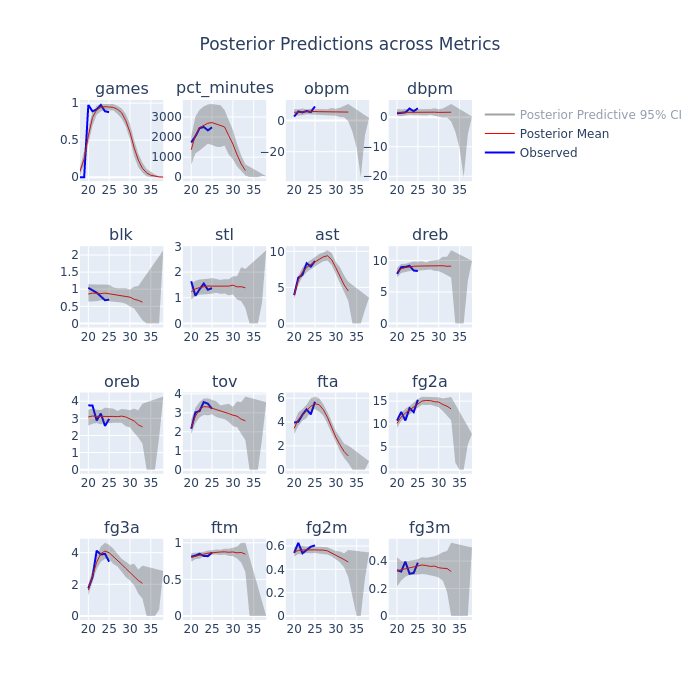 Posterior Predictions across Metrics
games pct_minutes obpm dbpm
1
0.5
0
20 25 30 35
3000
2000
1000
0
20 25 30 35
0
−20
20 25 30 35
0
−10
−20
20 25 30 35
Posterior Predictive 95% CI
Posterior Mean
Observed
blk stl ast dreb
2
1.5
1
0.5
0
20 25 30 35
3
2
1
0
20 25 30 35
10
5
0
20 25 30 35
10
5
0
20 25 30 35
oreb tov fta fg2a
4
3
2
1
0
20 25 30 35
4
3
2
1
0
20 25 30 35
6
4
2
0
20 25 30 35
15
10
5
0
20 25 30 35
fg3a ftm fg2m fg3m
4
2
0
20 25 30 35
1
0.5
0
20 25 30 35
0.6
0.4
0.2
0
20 25 30 35
0.4
0.2
0
20 25 30 35